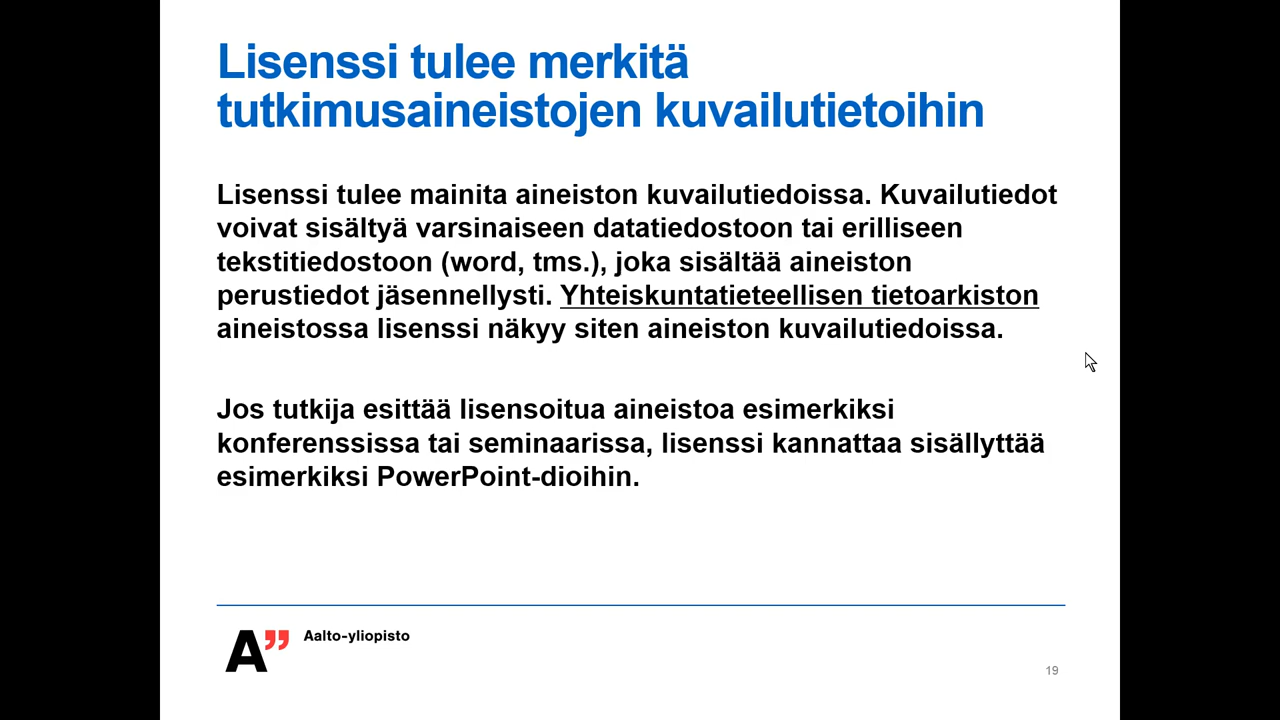 Lisenssi tulee merkitä
tutkimusaineistojen kuvailutietoihin
Lisenssi tulee mainita aineiston kuvailutiedoissa. Kuvailutiedot
voivat sisältyä varsinaiseen datatiedostoon tai erilliseen
tekstitiedostoon (word, tms.), joka sisältää aineiston
perustiedot jäsennellysti. Yhteiskuntatieteellisen tietoarkiston
aineistossa lisenssi näkyy siten aineiston kuvailutiedoissa.
Jos tutkija esittää lisensoitua aineistoa esimerkiksi
konferenssissa tai seminaarissa, lisenssi kannattaa sisällyttää
esimerkiksi PowerPoint-dioihin.
A”
Aalto-yliopisto
19